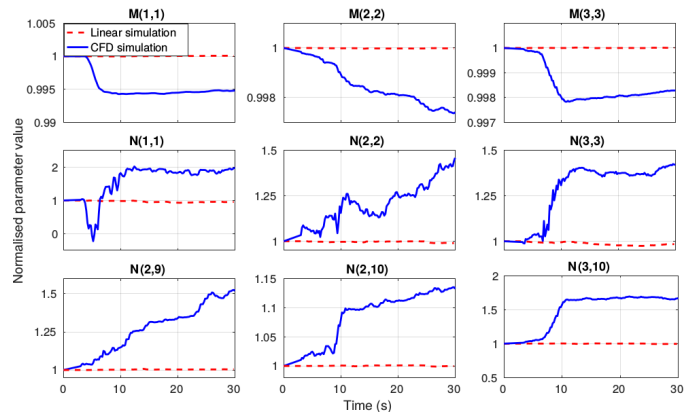 M(1,1)
M(2,2)
M(3,3)
1.005
1
0.995
0.99
Linear simulation
CFD simulation
1
0.998
1
0.999
0.998
0.997
N(1,1)
N(2,2)
N(3,3)
2
1
0
1.5
1.25
1
1.5
1.25
1
N(2,9)
N(2,10)
N(3,10)
1.5
1.25
1
1.15
1.1
1.05
1
2
1.5
1
5
0 10 20 30
0 10 20 30
0 10 20 30
Normalised parameter value
Time (s)